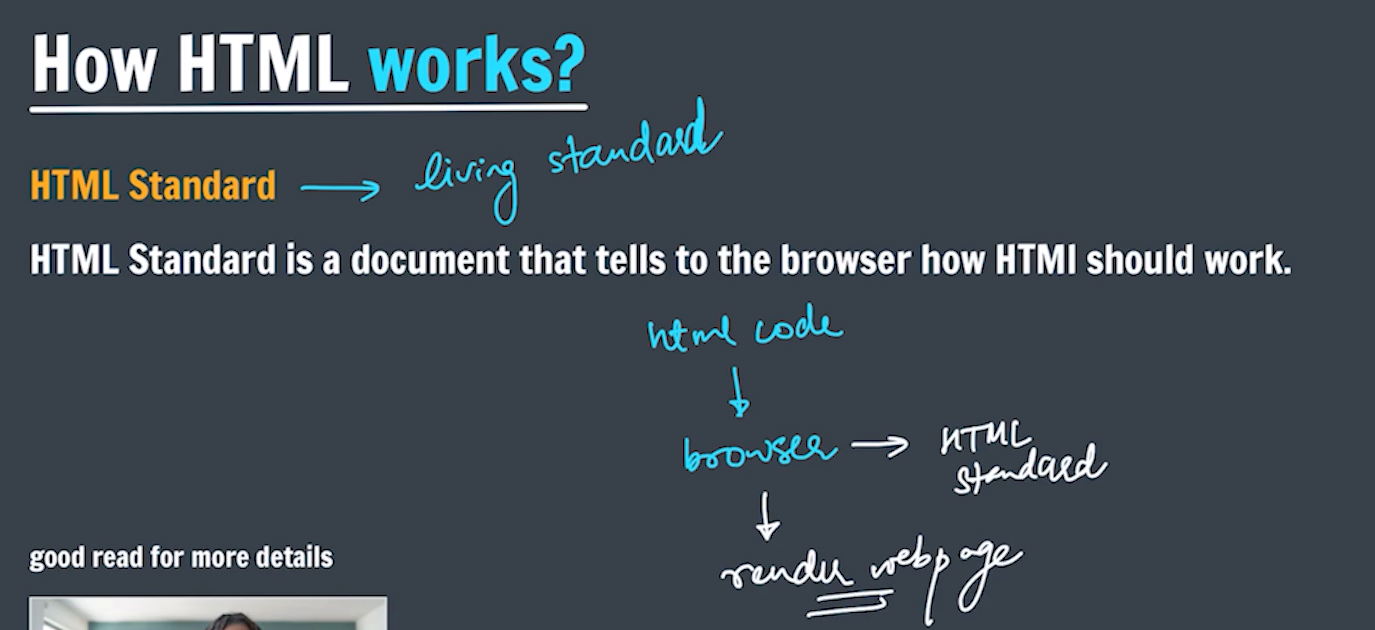 How HTML works?
HTML Standard → living standard
HTML Standard is a document that tells to the browser how HTMl should work.
html code
↓
browser → HTML
standard
↓
render webpage
good read for more details